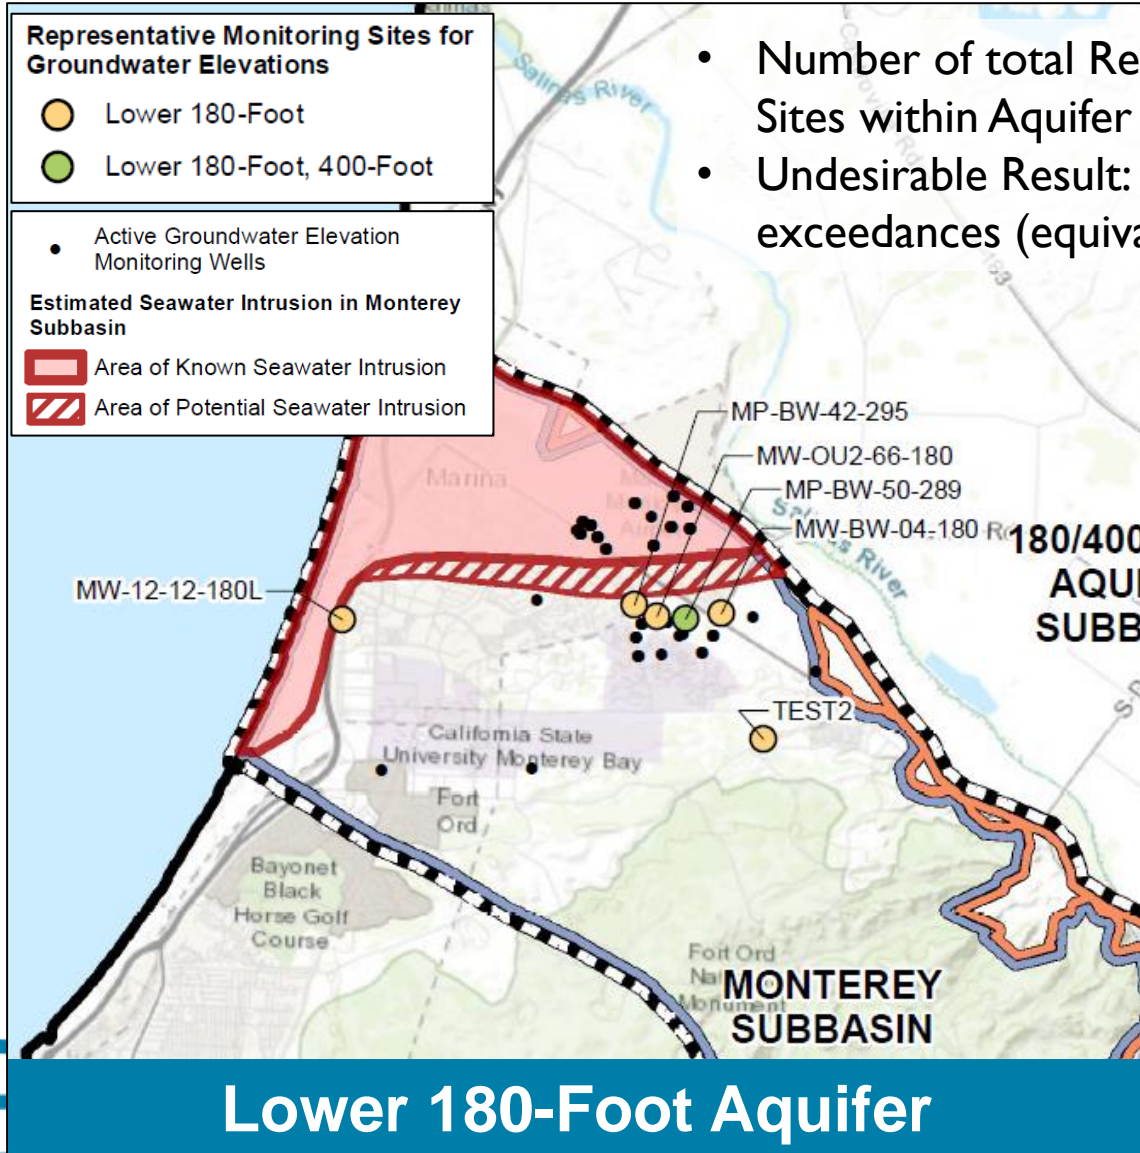 Representative Monitoring Sites for
Groundwater Elevations
Lower 180-Foot
Lower 180-Foot, 400-Foot
Active Groundwater Elevation
Monitoring Wells
Estimated Seawater Intrusion in Monterey
Subbasin
Area of Known Seawater Intrusion
Area of Potential Seawater Intrusion
• Number of total Re
Sites within Aquifer
• Undesirable Result:
exceedances (equiva
Salinas River
MP-BW-42-295
MW-OU2-66-180
MP-BW-50-289
MW-BW-04-180
Marina
MW-12-12-180L
180/400
AQUI
SUBB
TEST2
California State
University Monterey Bay
Fort
Ord
Bayonet
Black
Horse Golf
Course
Fort Ord
MONTEREY
SUBBASIN
Monument
Lower 180-Foot Aquifer